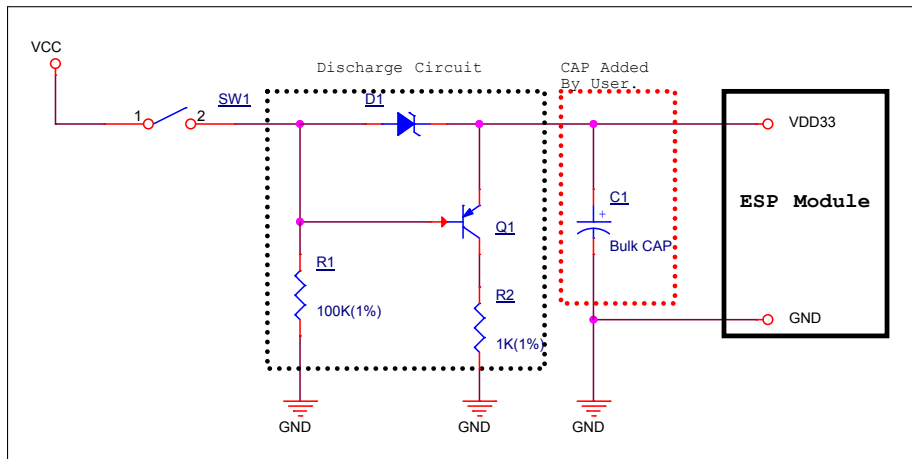 VCC
Discharge Circuit
CAP Added
By User.
SW1
D1
1
2
VDD33
ESP Module
C1
+
Bulk CAP
Q1
R1
100K(1%)
R2
1K(1%)
GND
GND
GND
GND